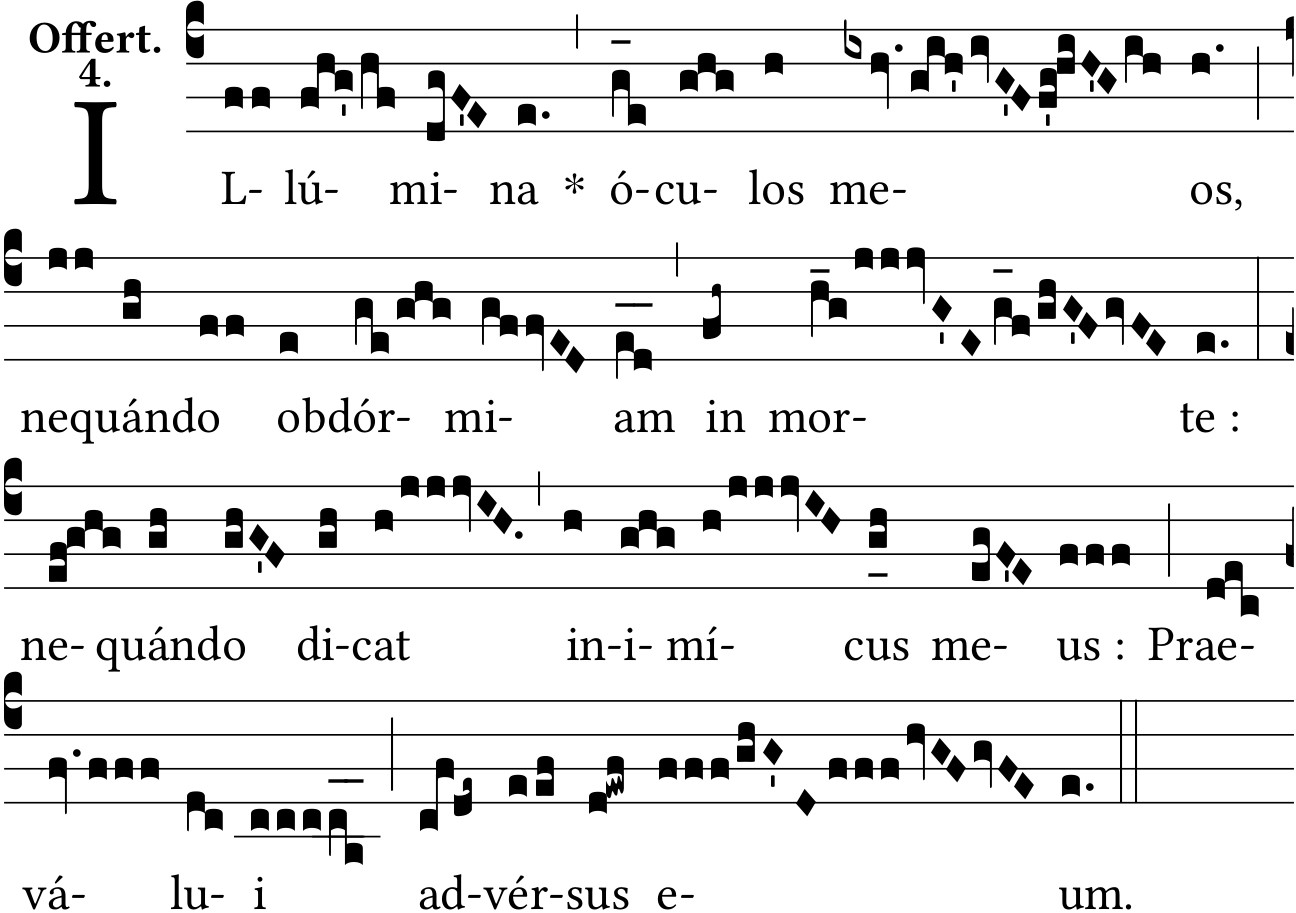 Offert.
4.
IL- lú- mi- na * ó-cu- los me- os,
nequándo obdór- mi- am in mor- te :
ne- quándo di-cat in-i- mí- cus me- us : Prae-
vá- lu- i ad-vér-sus e- um.